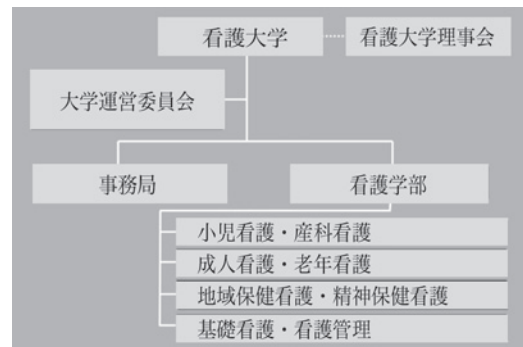 看護大学
看護大学理事会
大学運営委員会
事務局
看護学部
小児看護・産科看護
成人看護・老年看護
地域保健看護・精神保健看護
基礎看護・看護管理